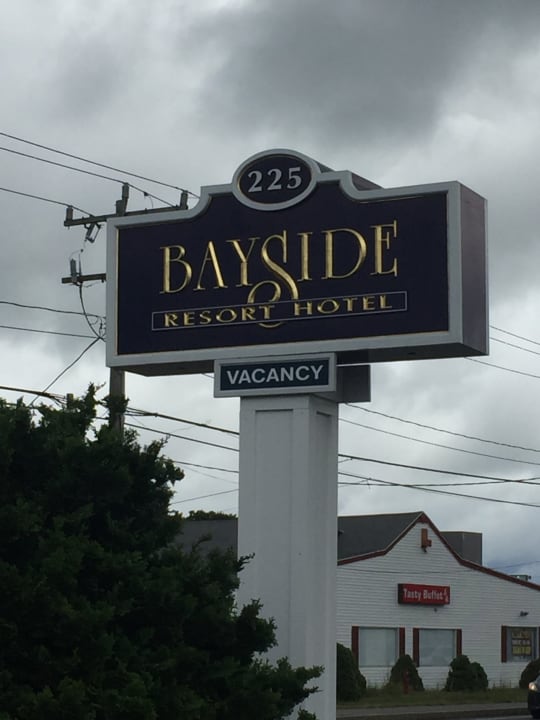 225
BAYSIDE
RESORT HOTEL
VACANCY
Tasty Buffet